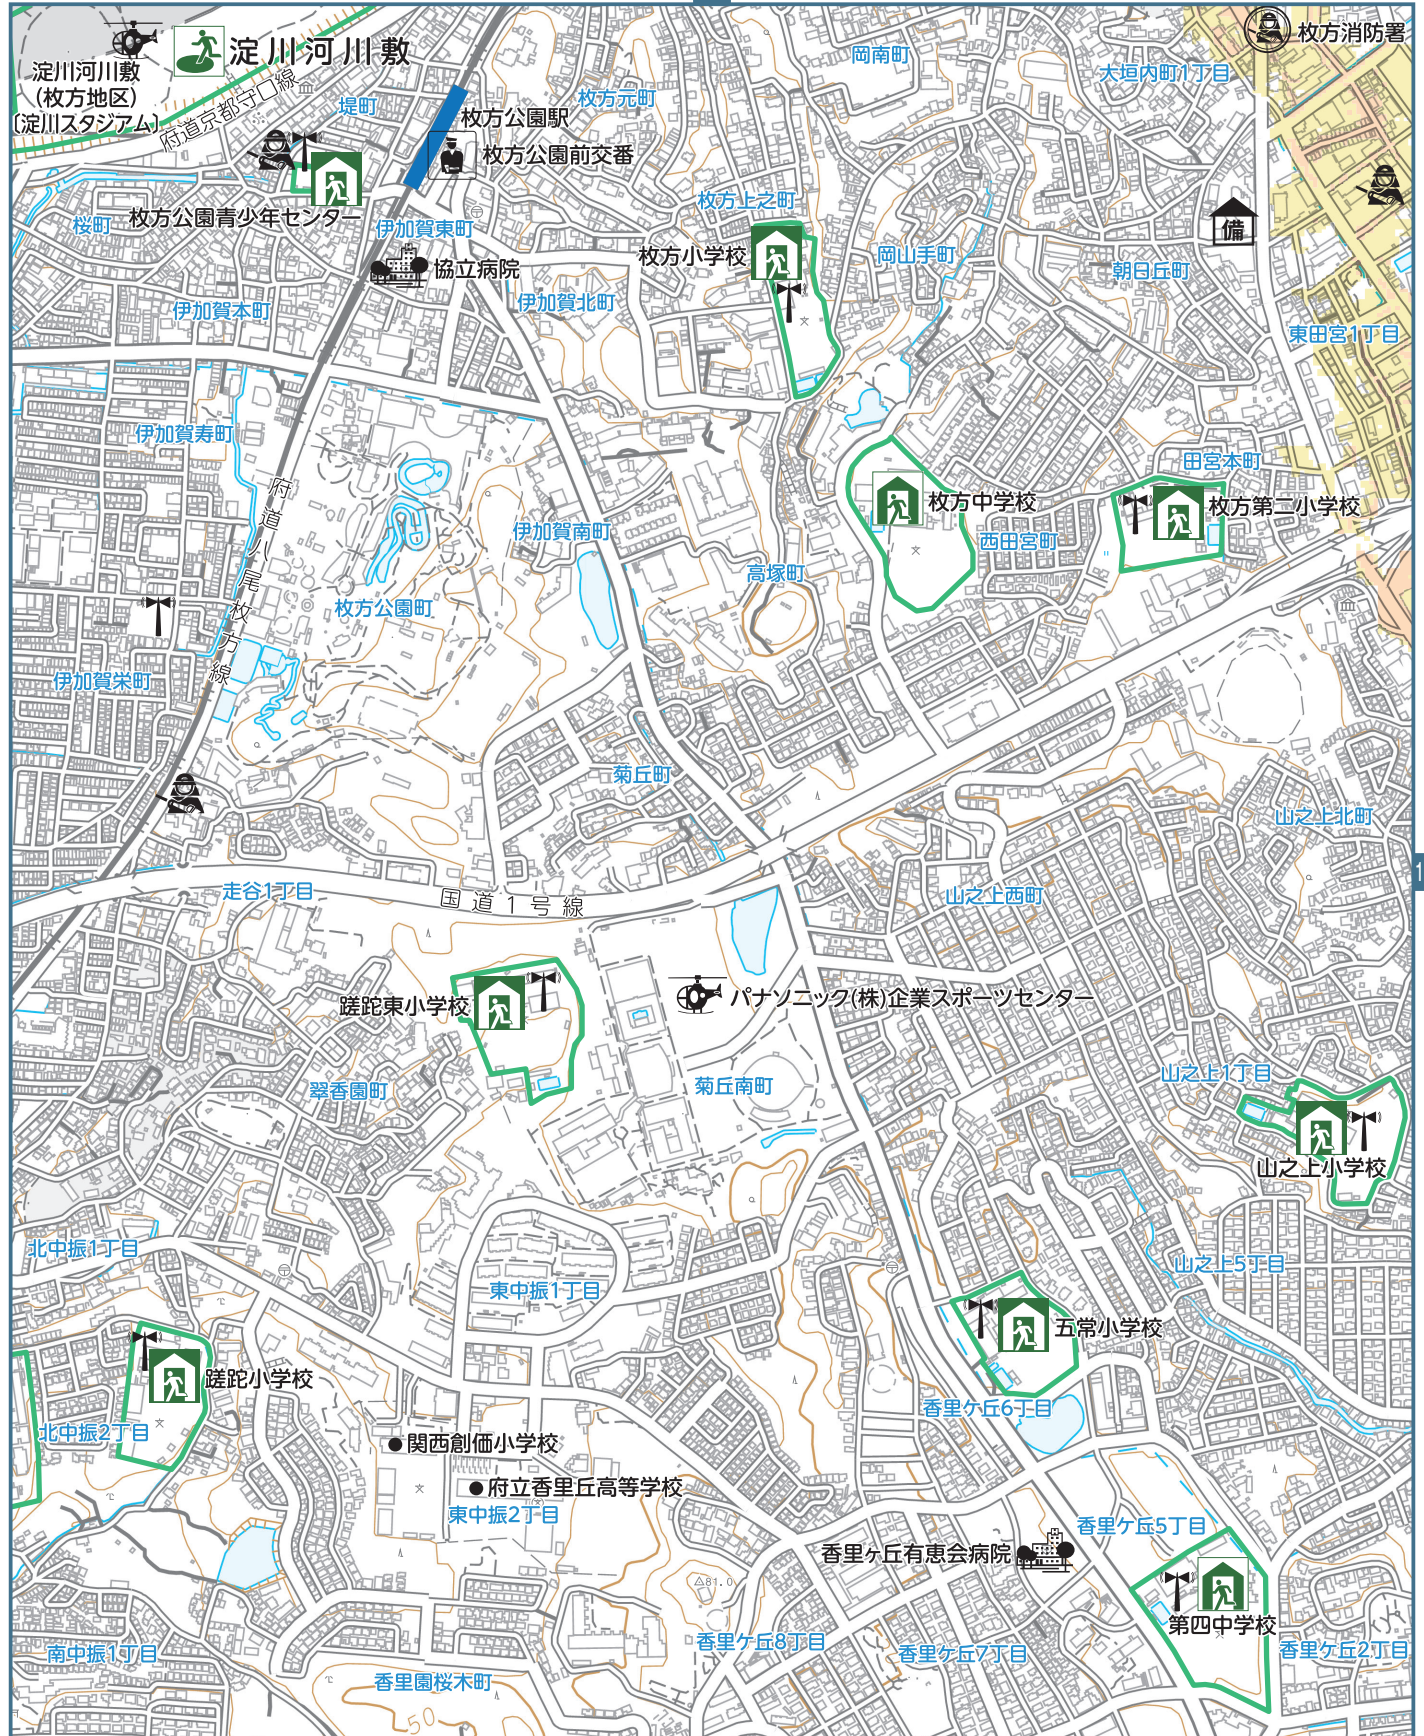 淀川河川敷
淀川河川敷
(枚方地区)
〔淀川スタジアム〕
府道京都守口線
堤町
枚方公園駅
枚方公園前交番
枚方元町
岡南町
大垣内町1丁目
枚方消防署
枚方公園青少年センター
桜町
伊加賀東町
協立病院
枚方上之町
枚方小学校
岡山手町
備
朝日丘町
伊加賀本町
伊加賀北町
東田宮1丁目
伊加賀寿町
府道八尾枚方線
伊加賀南町
枚方中学校
西田宮町
田宮本町
枚方第二小学校
高塚町
枚方公園町
伊加賀栄町
菊丘町
山之上北町
走谷1丁目
国道1号線
山之上西町
1
蹉跎東小学校
パナソニック(株)企業スポーツセンター
翠香園町
菊丘南町
山之上1丁目
山之上小学校
北中振1丁目
東中振1丁目
山之上5丁目
五常小学校
蹉跎小学校
香里ケ丘6丁目
北中振2丁目
関西創価小学校
府立香里丘高等学校
東中振2丁目
香里ケ丘5丁目
香里ヶ丘有恵会病院
81.0
第四中学校
南中振1丁目
香里ケ丘8丁目
香里ケ丘7丁目
香里ケ丘2丁目
香里園桜木町
50